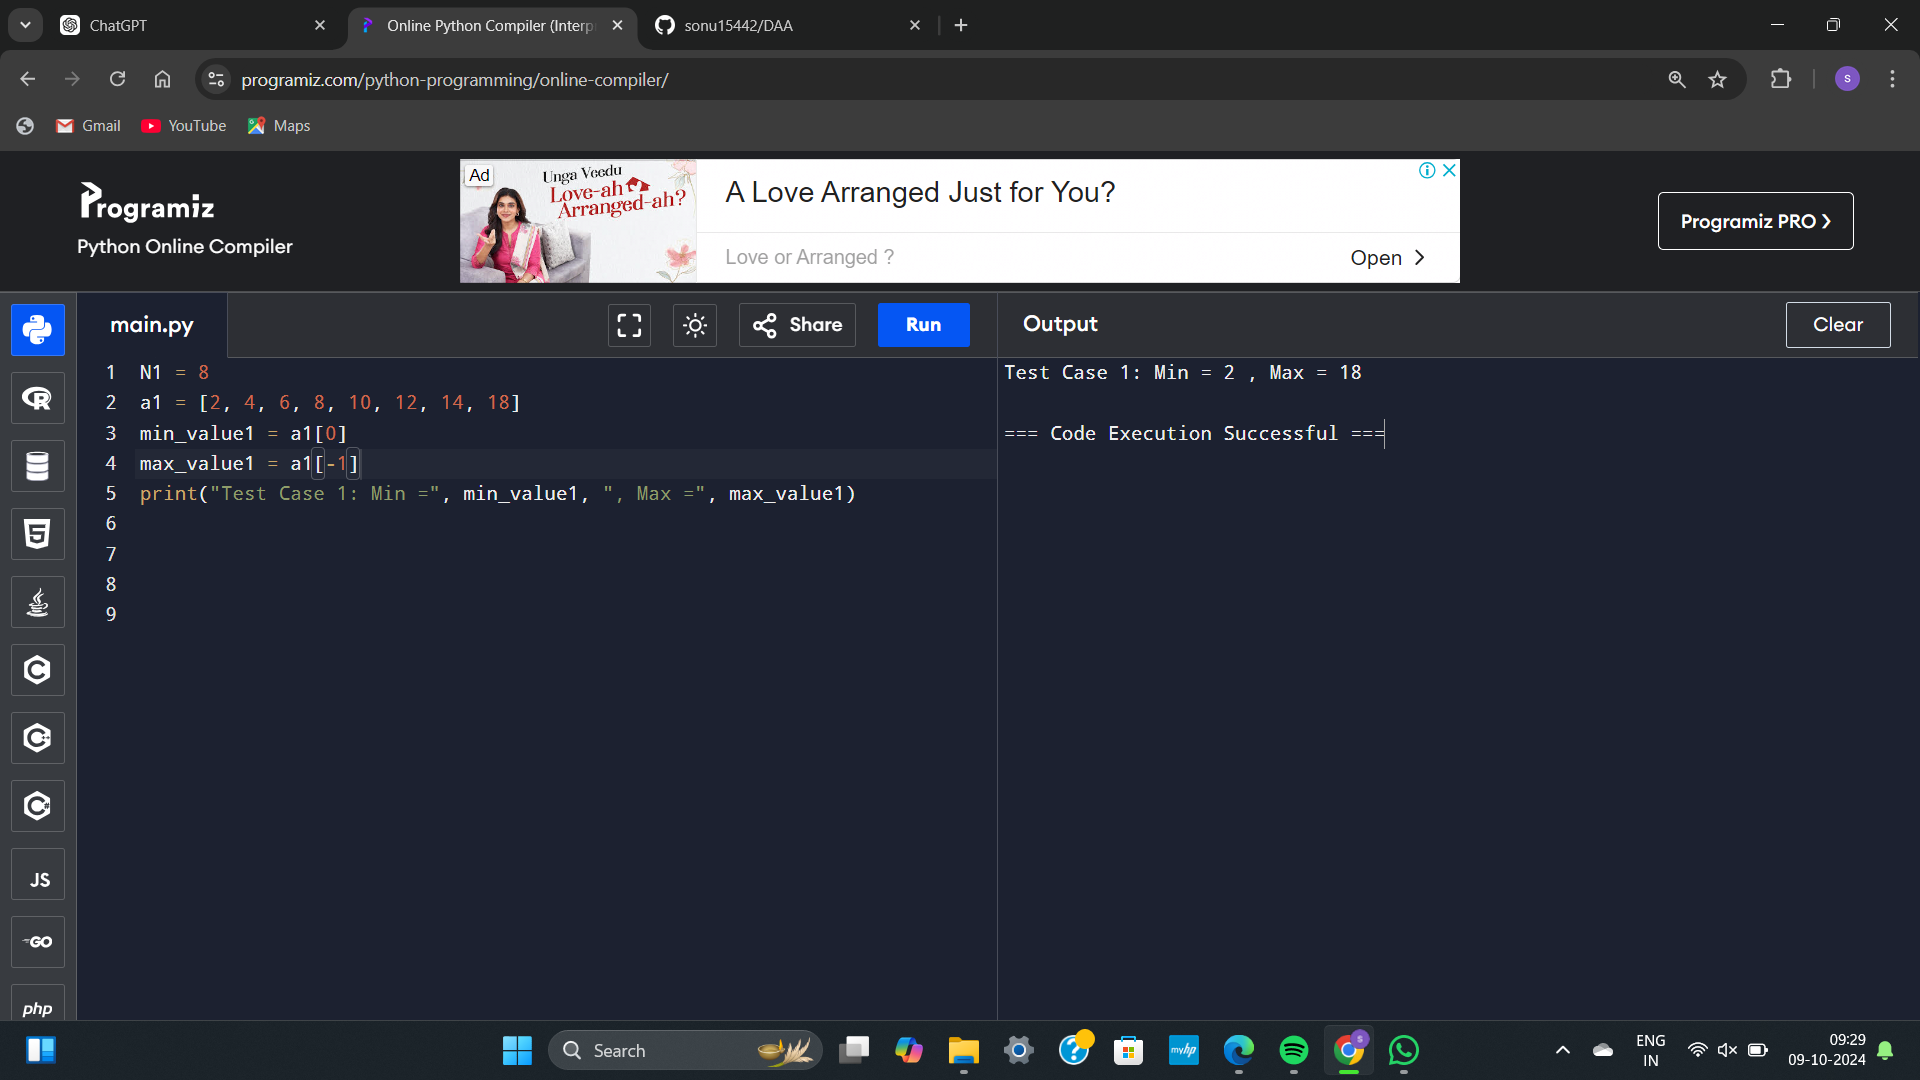 ChatGPT
Online Python Compiler (Interp
sonu15442/DAA
programiz.com/python-programming/online-compiler/
S
Gmail
YouTube
Maps
Programiz
Python Online Compiler
Ad
Unga Veedu
Love-ah
Arranged-ah?
A Love Arranged Just for You?
Love or Arranged ?
Open
Programiz PRO
main.py
Share
Run
Output
Clear
1 N1 = 8
2 a1 = [2, 4, 6, 8, 10, 12, 14, 18]
3 min_value1 = a1[0]
4 max_value1 = a1[-1]
5 print("Test Case 1: Min =", min_value1, ", Max =", max_value1)
6
7
8
9
Test Case 1: Min = 2 , Max = 18
=== Code Execution Successful ===
R
5
C
C++
C#
JS
GO
php
Search
myhp
S
ENG
IN
09:29
09-10-2024